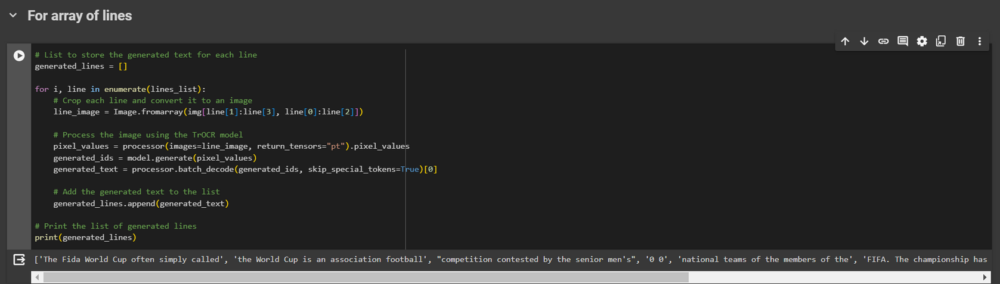 For array of lines
# List to store the generated text for each line
generated_lines = []
for i, line in enumerate(lines_list):
# Crop each line and convert it to an image
line_image = Image.fromarray(img[line[1]:line[3], line[0]:line[2]])
# Process the image using the TrOCR model
pixel_values = processor(images=line_image, return_tensors="pt").pixel_values
generated_ids = model.generate(pixel_values)
generated_text = processor.batch_decode(generated_ids, skip_special_tokens=True)[0]
# Add the generated text to the list
generated_lines.append(generated_text)
# Print the list of generated lines
print(generated_lines)
['The Fida World Cup often simply called', 'the World Cup is an association football', "competition contested by the senior men's", '0 0', 'national teams of the members of the', 'FIFA. The championship has